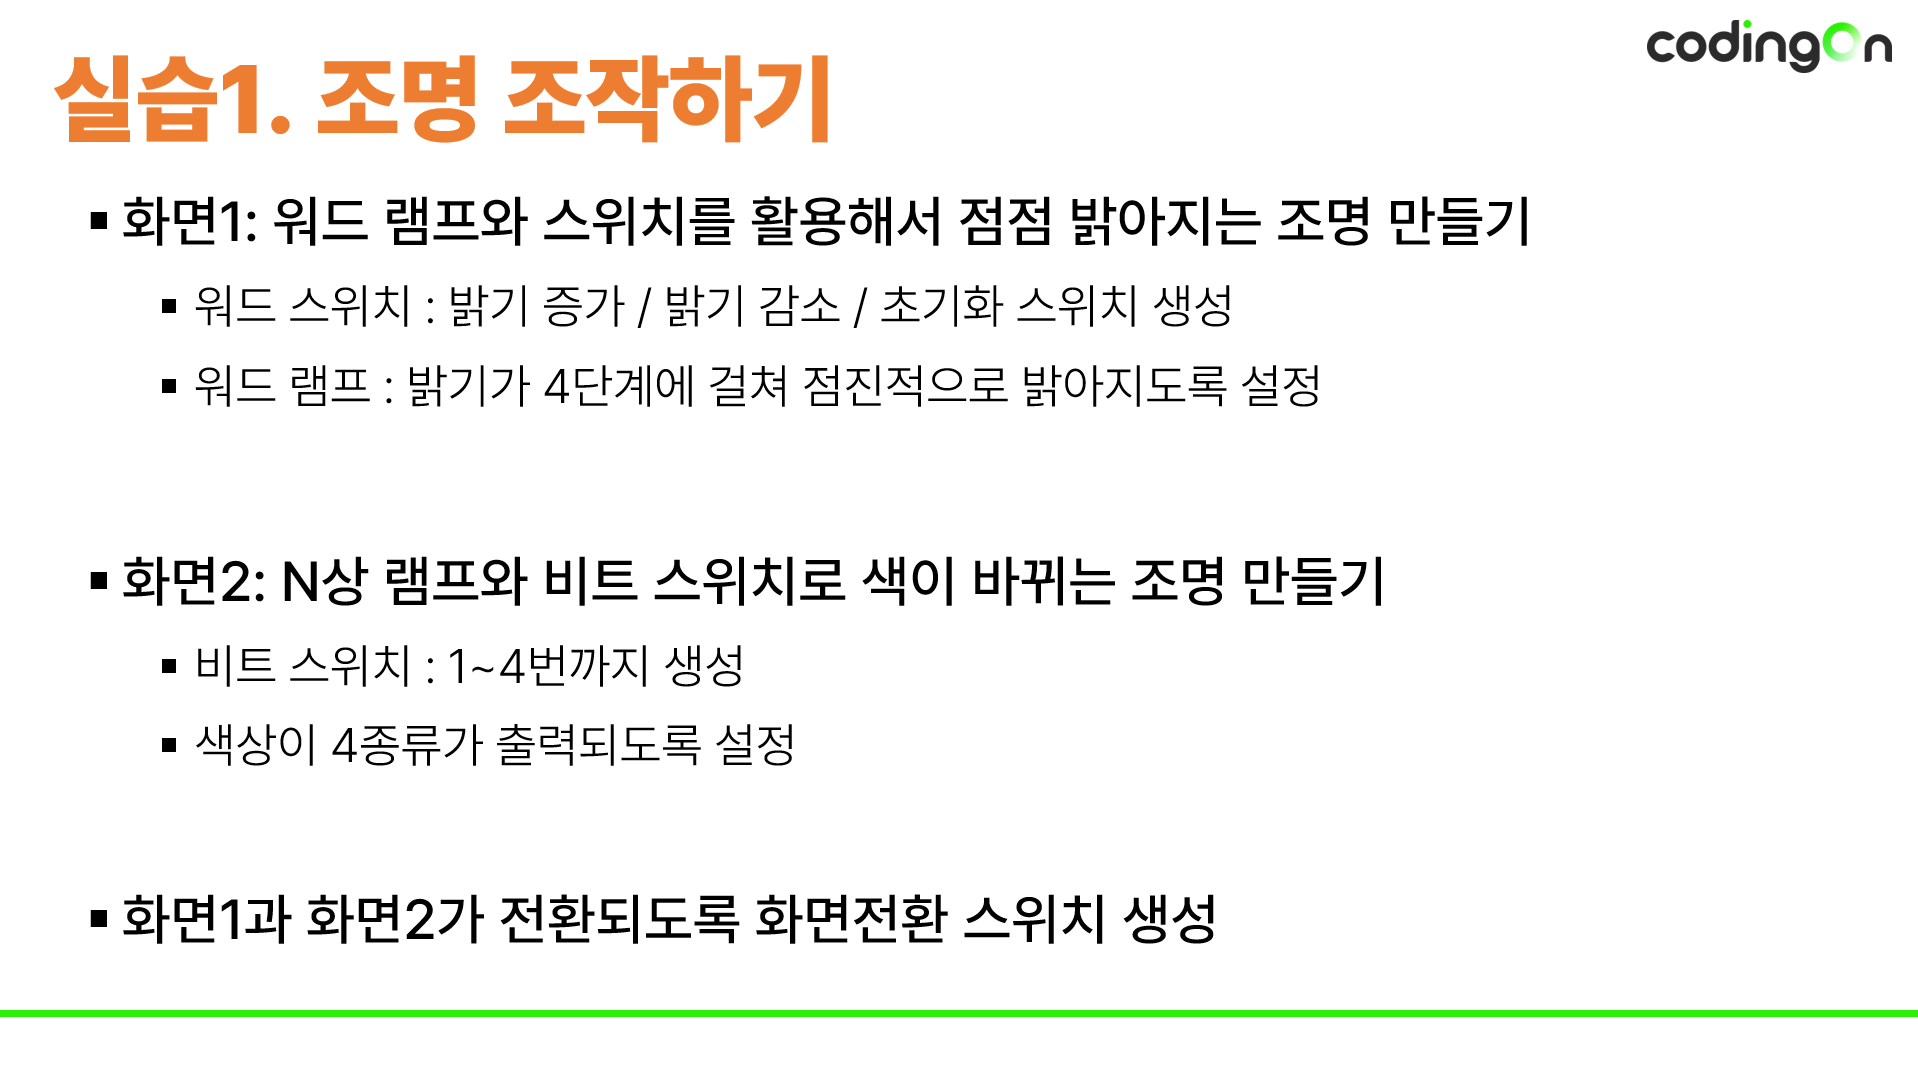 codingOn
실습1. 조명 조작하기
▪ 화면1: 워드 램프와 스위치를 활용해서 점점 밝아지는 조명 만들기
▪ 워드 스위치 : 밝기 증가 / 밝기 감소 / 초기화 스위치 생성
▪ 워드 램프 : 밝기가 4단계에 걸쳐 점진적으로 밝아지도록 설정
▪ 화면2: N상 램프와 비트 스위치로 색이 바뀌는 조명 만들기
▪ 비트 스위치 : 1~4번까지 생성
▪ 색상이 4종류가 출력되도록 설정
▪ 화면1과 화면2가 전환되도록 화면전환 스위치 생성